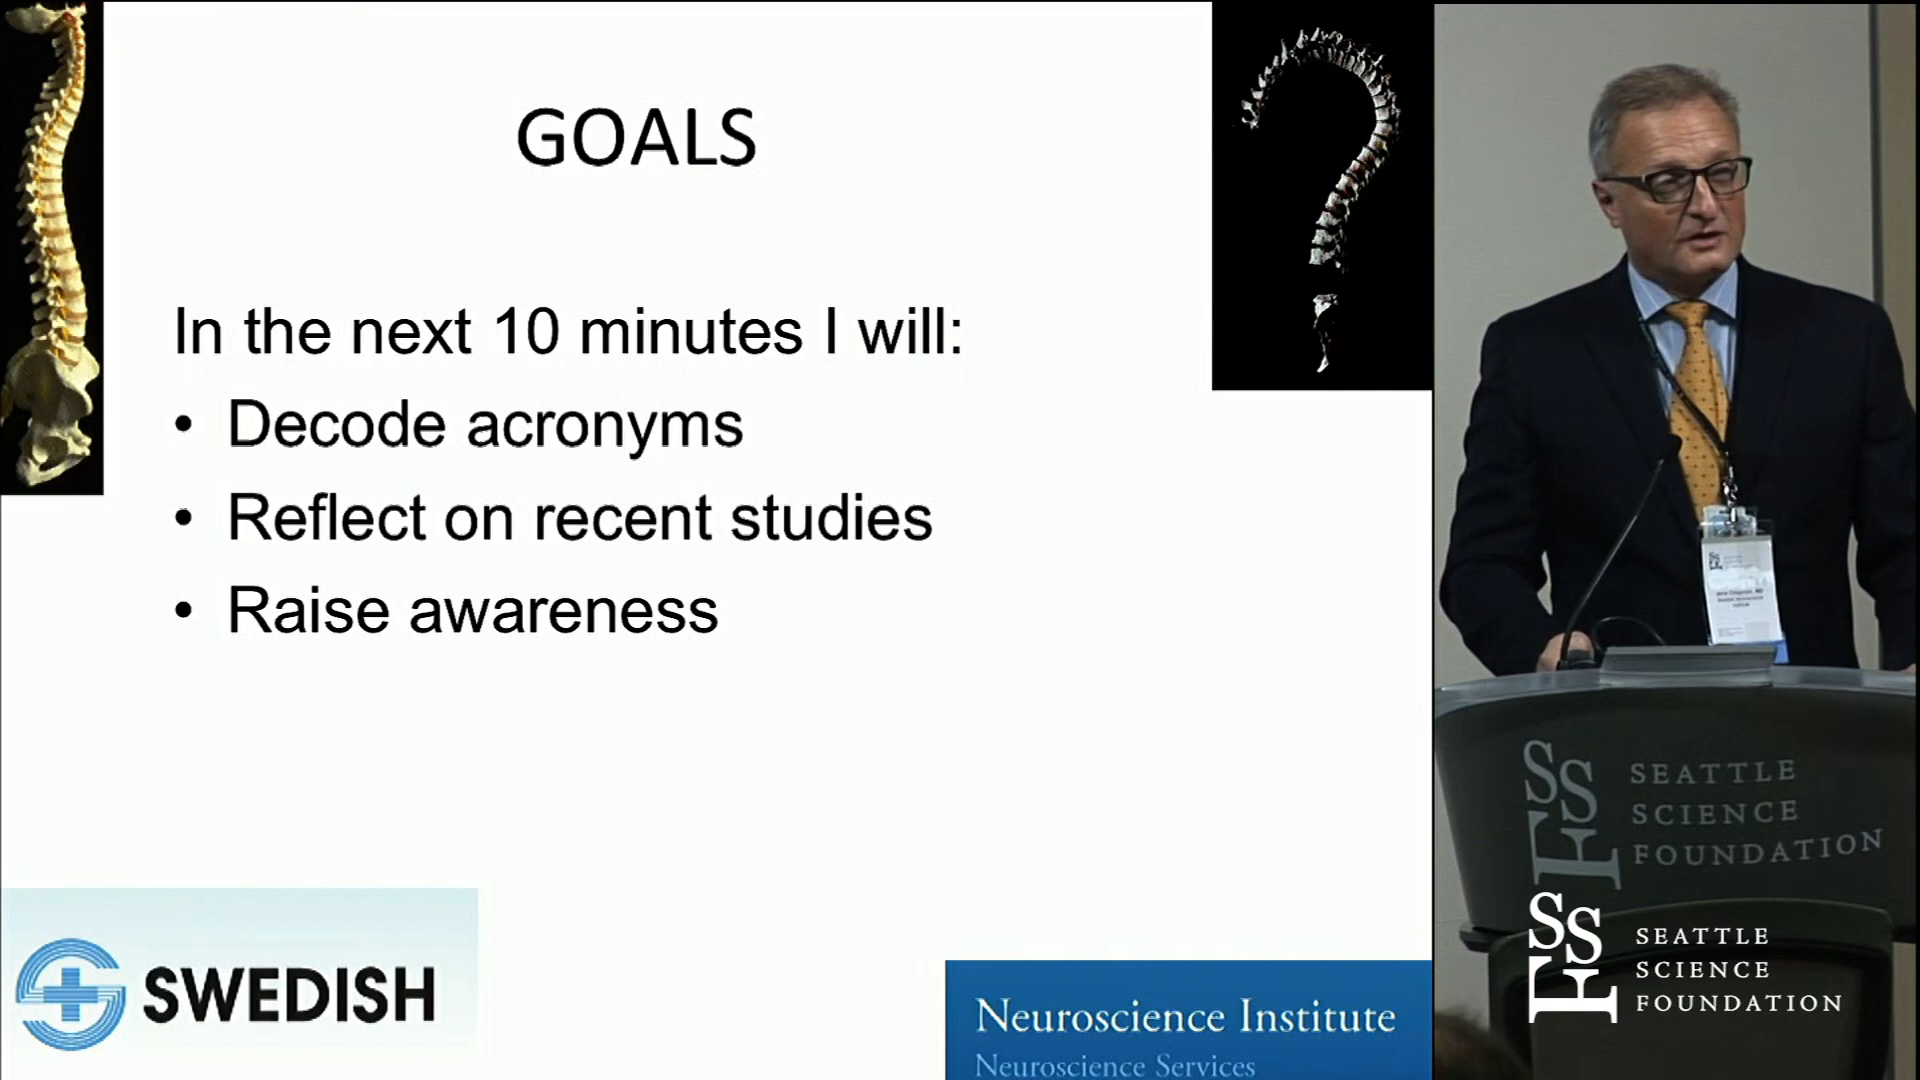 GOALS
In the next 10 minutes I will:
• Decode acronyms
• Reflect on recent studies
• Raise awareness
SWEDISH
Neuroscience Institute
Neuroscience Services
SEATTLE
SCIENCE
FOUNDATION
SEATTLE
SCIENCE
FOUNDATION